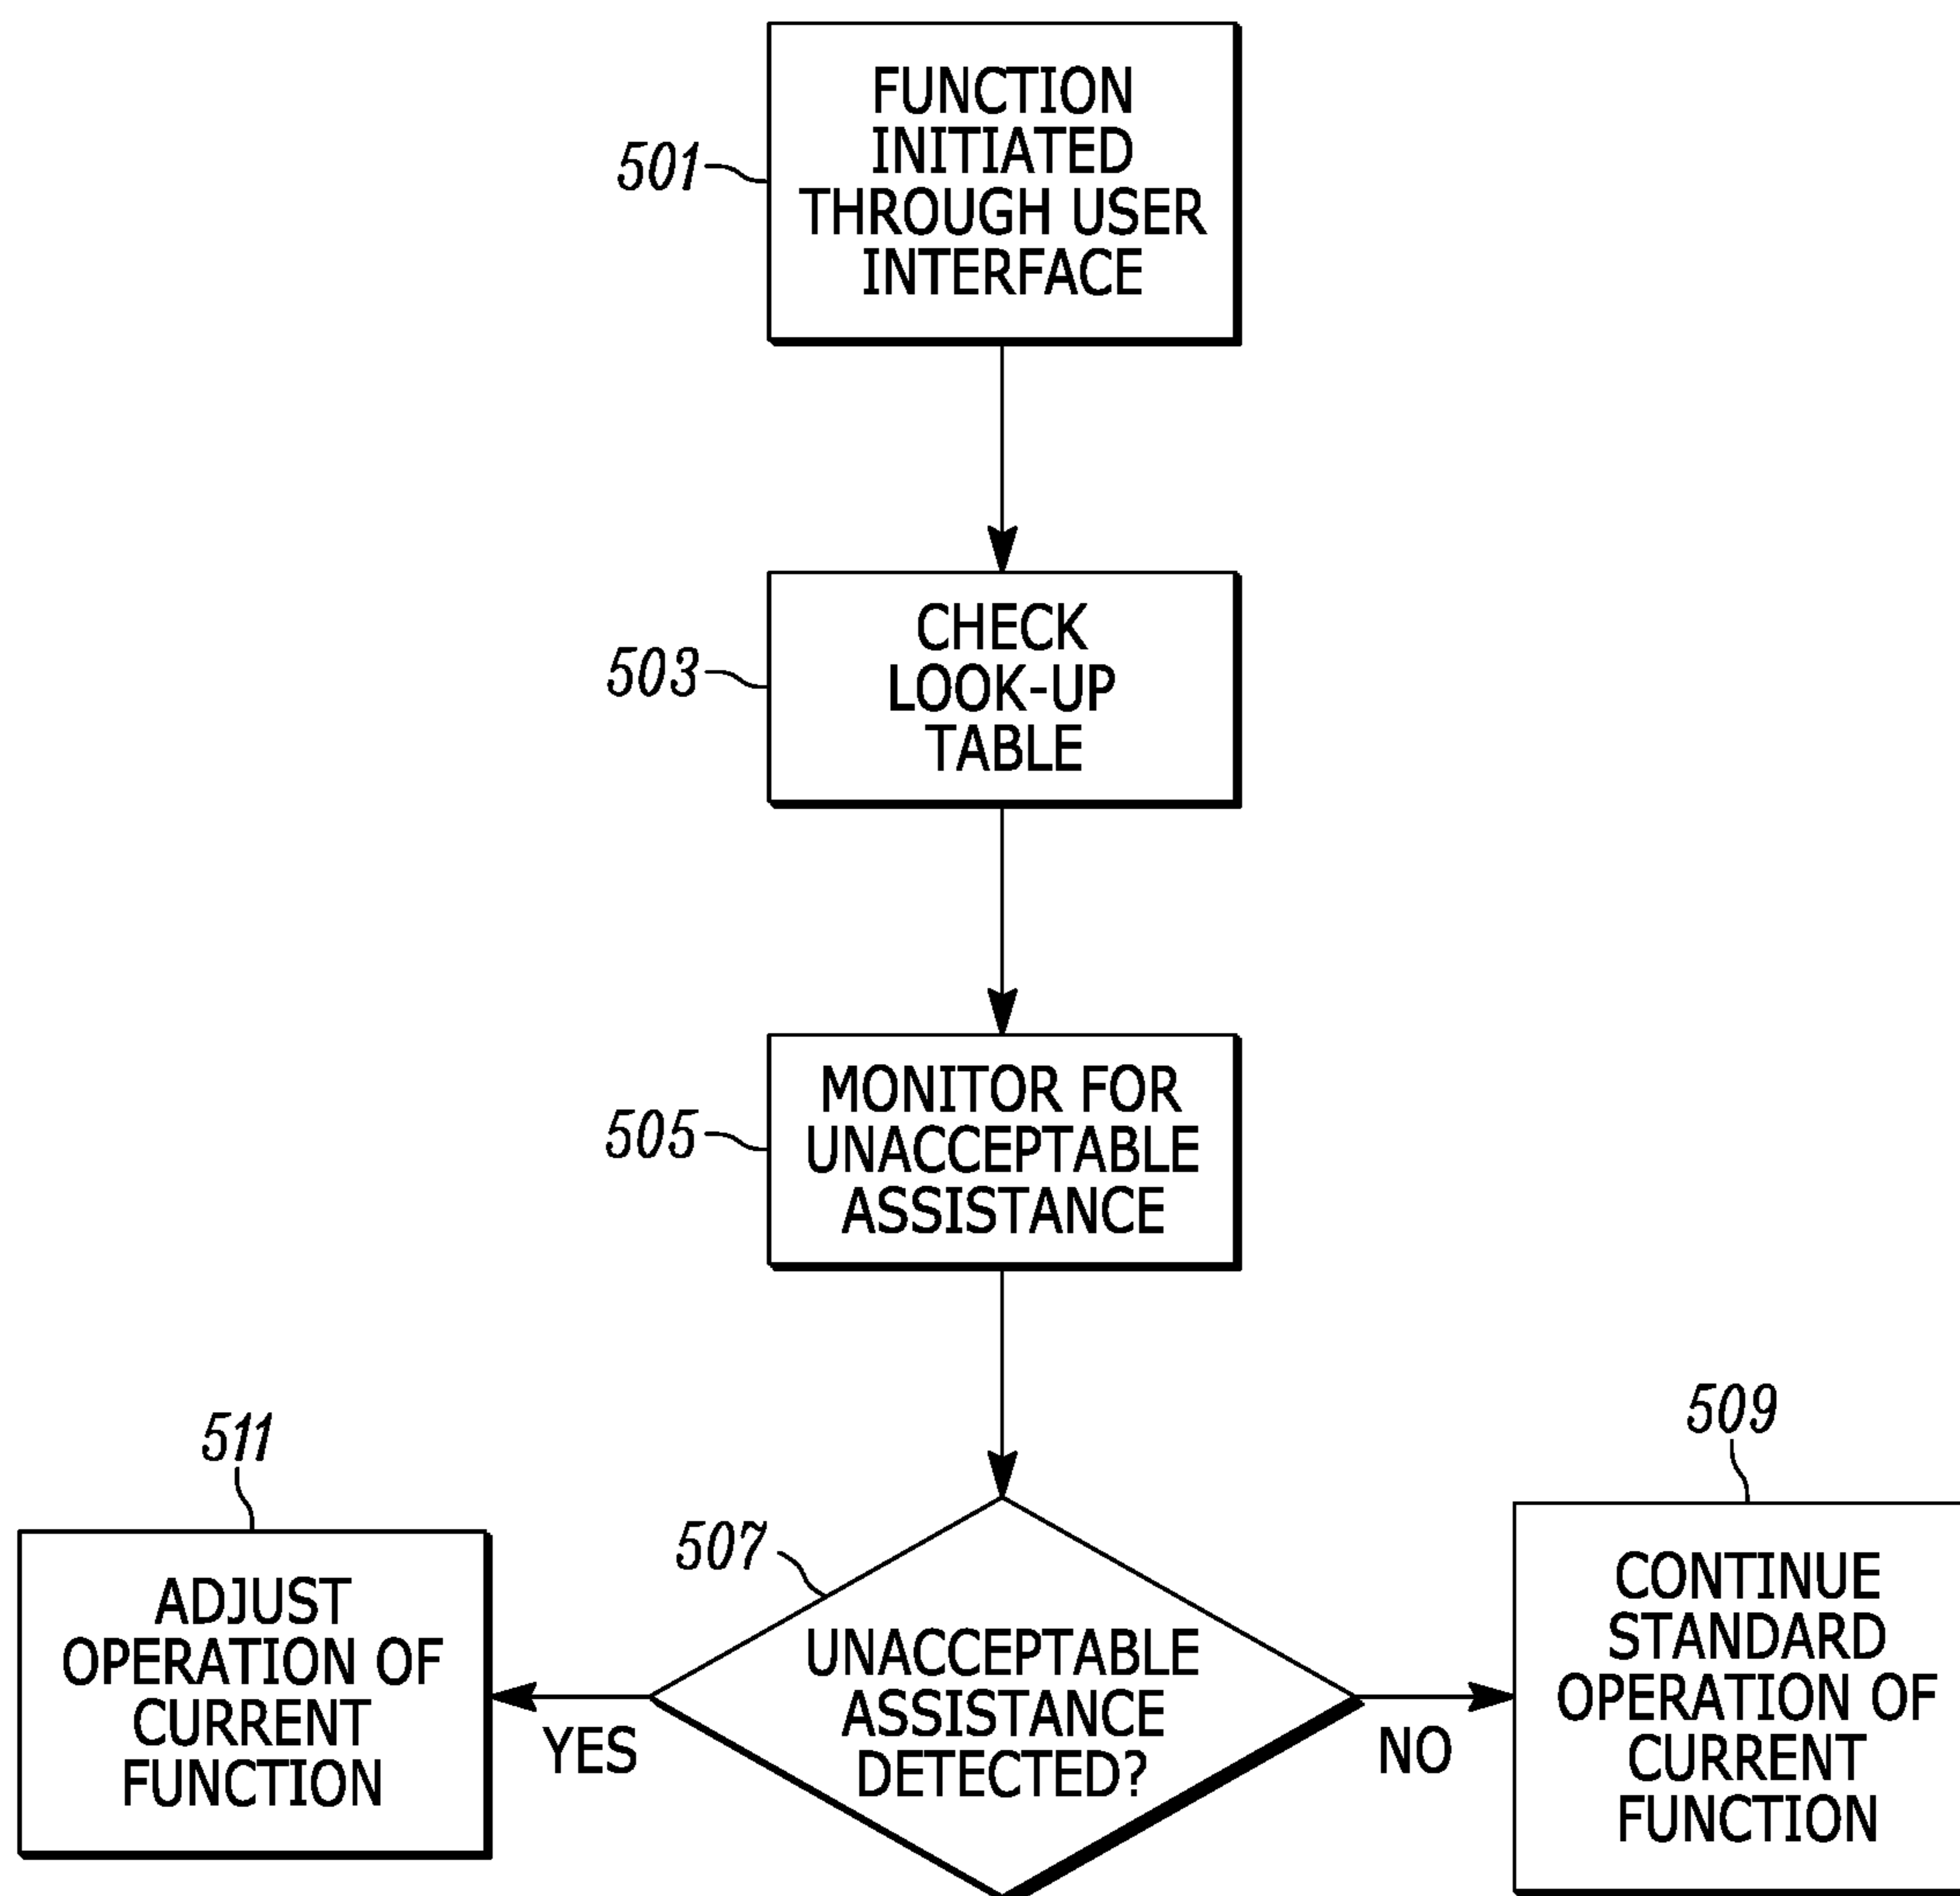 FUNCTION
INITIATED
THROUGH USER
INTERFACE
501
CHECK
LOOK-UP
TABLE
503
MONITOR FOR
UNACCEPTABLE
ASSISTANCE
505
507
UNACCEPTABLE
ASSISTANCE
DETECTED?
YES
NO
511
ADJUST
OPERATION OF
CURRENT
FUNCTION
509
CONTINUE
STANDARD
OPERATION OF
CURRENT
FUNCTION